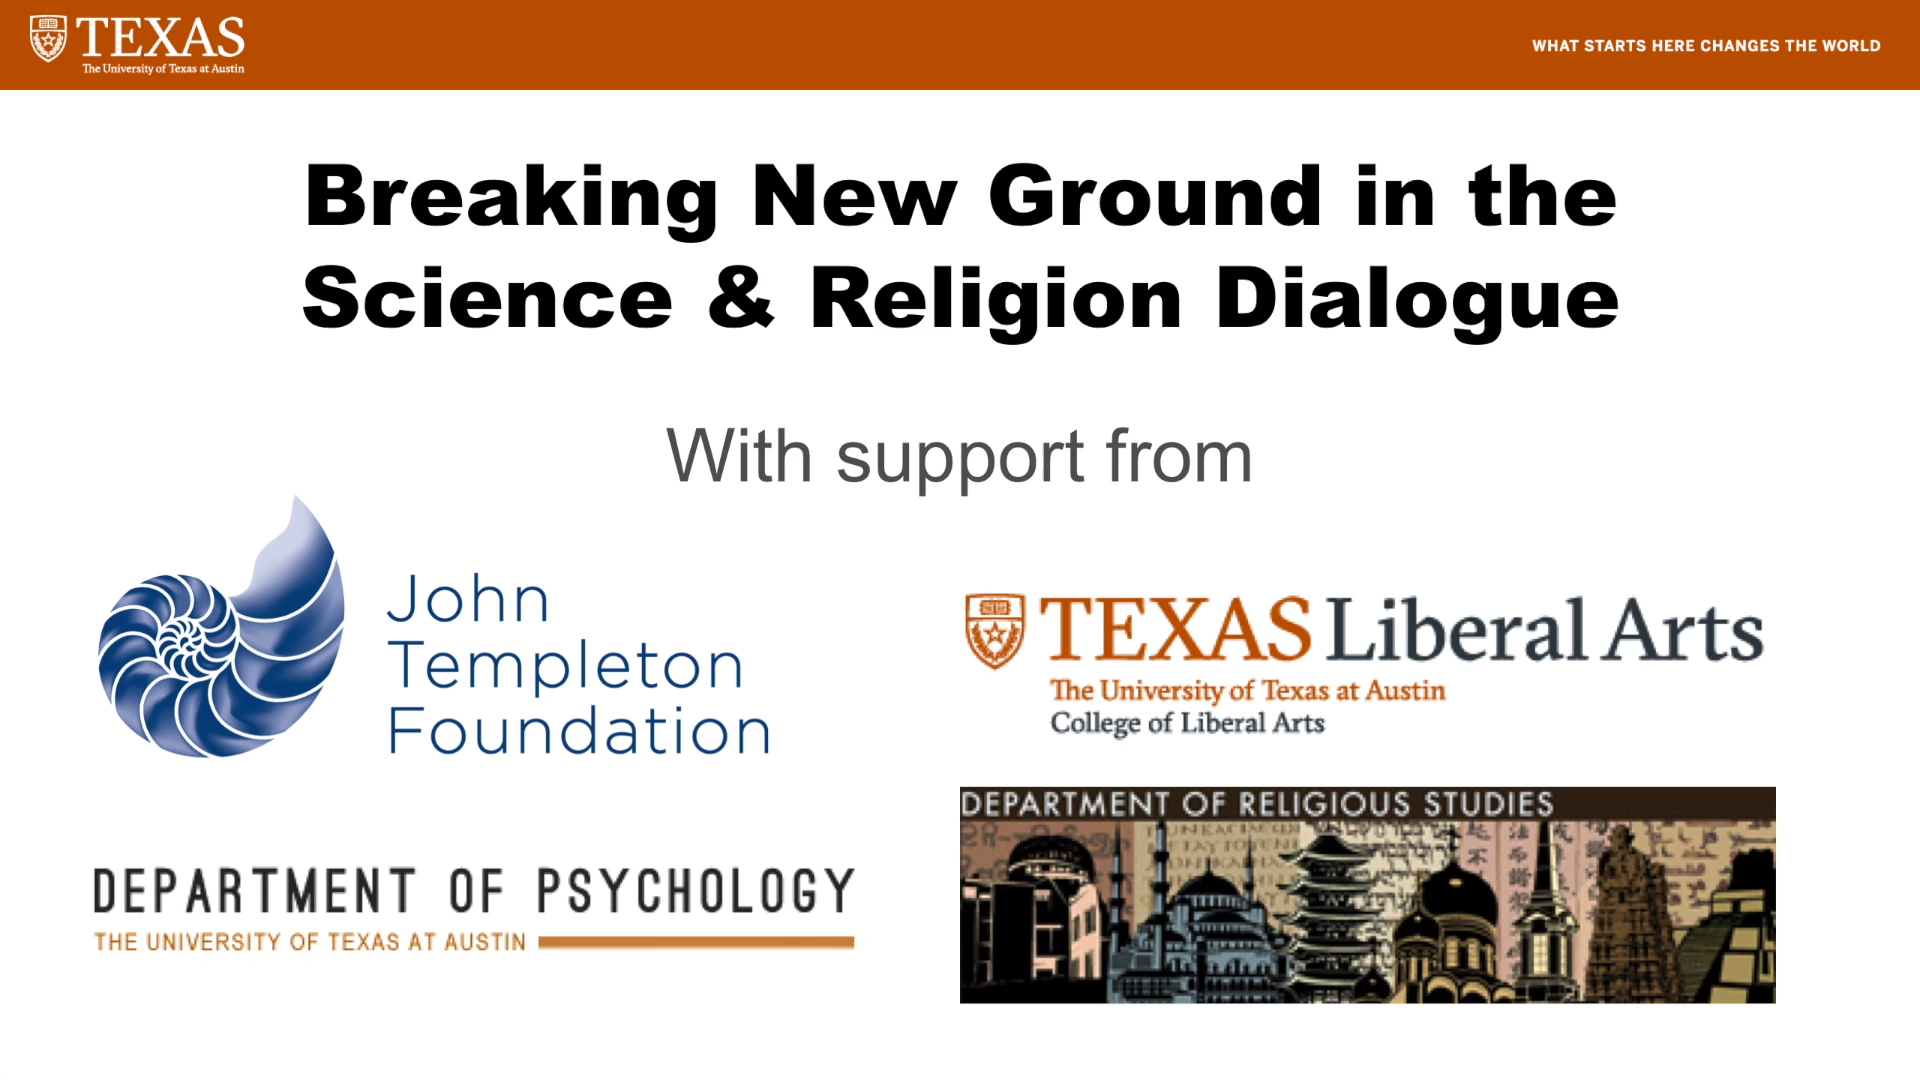 TEXAS
The University of Texas at Austin
WHAT STARTS HERE CHANGES THE WORLD
Breaking New Ground in the
Science & Religion Dialogue
With support from
John
Templeton
Foundation
TEXAS Liberal Arts
The University of Texas at Austin
College of Liberal Arts
DEPARTMENT OF PSYCHOLOGY
THE UNIVERSITY OF TEXAS AT AUSTIN
DEPARTMENT OF RELIGIOUS STUDIES